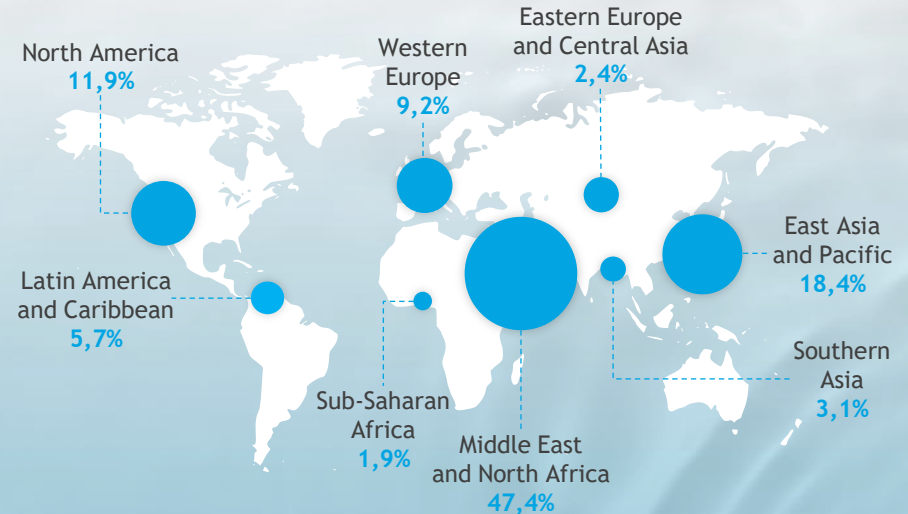 North America
11,9%
Western
Europe
9,2%
Eastern Europe
and Central Asia
2,4%
East Asia
and Pacific
18,4%
Latin America
and Caribbean
5,7%
Southern
Asia
3,1%
Sub-Saharan
Africa
1,9%
Middle East
and North Africa
47,4%